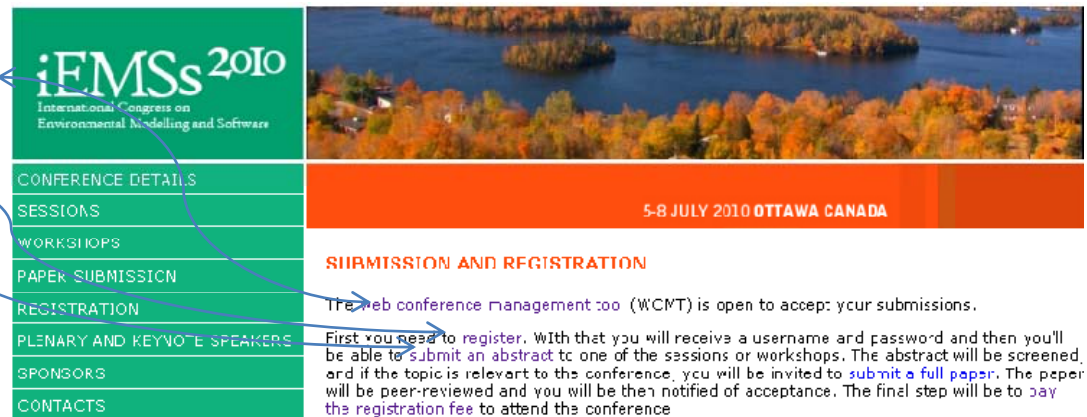 iEMSs 2010
International Congress on
Environmental Modelling and Software
CONFERENCE DETAILS
SESSIONS
WORKSHOPS
PAPER SUBMISSION
REGISTRATION
PLENARY AND KEYNOTE SPEAKERS
SPONSORS
CONTACTS
5-8 JULY 2010 OTTAWA CANADA
SUBMISSION AND REGISTRATION
The web conference management tool (WCMT) is open to accept your submissions.
First you need to register. With that you will receive a username and password and then you'll
be able to submit an abstract to one of the sessions or workshops. The abstract will be screened,
and if the topic is relevant to the conference, you will be invited to submit a full paper. The paper
will be peer-reviewed and you will be then notified of acceptance. The final step will be to pay
the registration fee to attend the conference